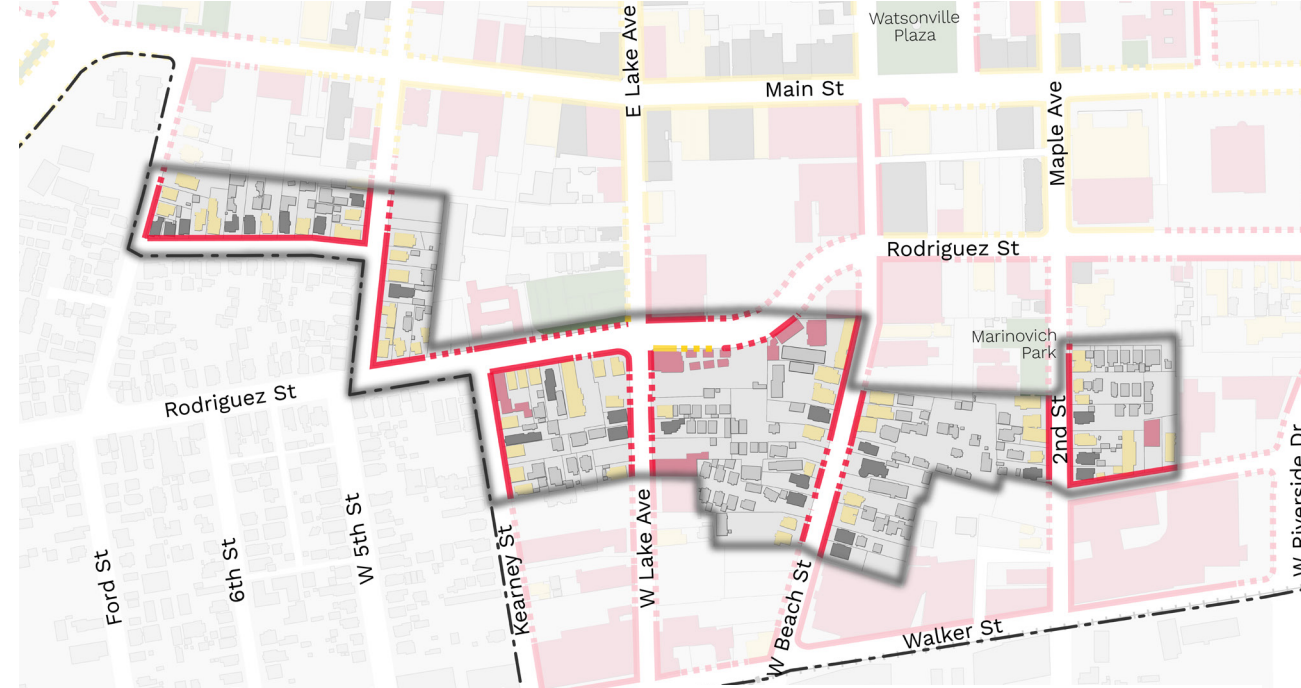 Watsonville
Plaza
E Lake Ave
Main St
Maple Ave
Rodriguez St
Marinovich
Park
Rodriguez St
2nd St
W Riverside Dr
Ford St
6th St
W 5th St
Kearney St
W Lake Ave
W Beach St
Walker St